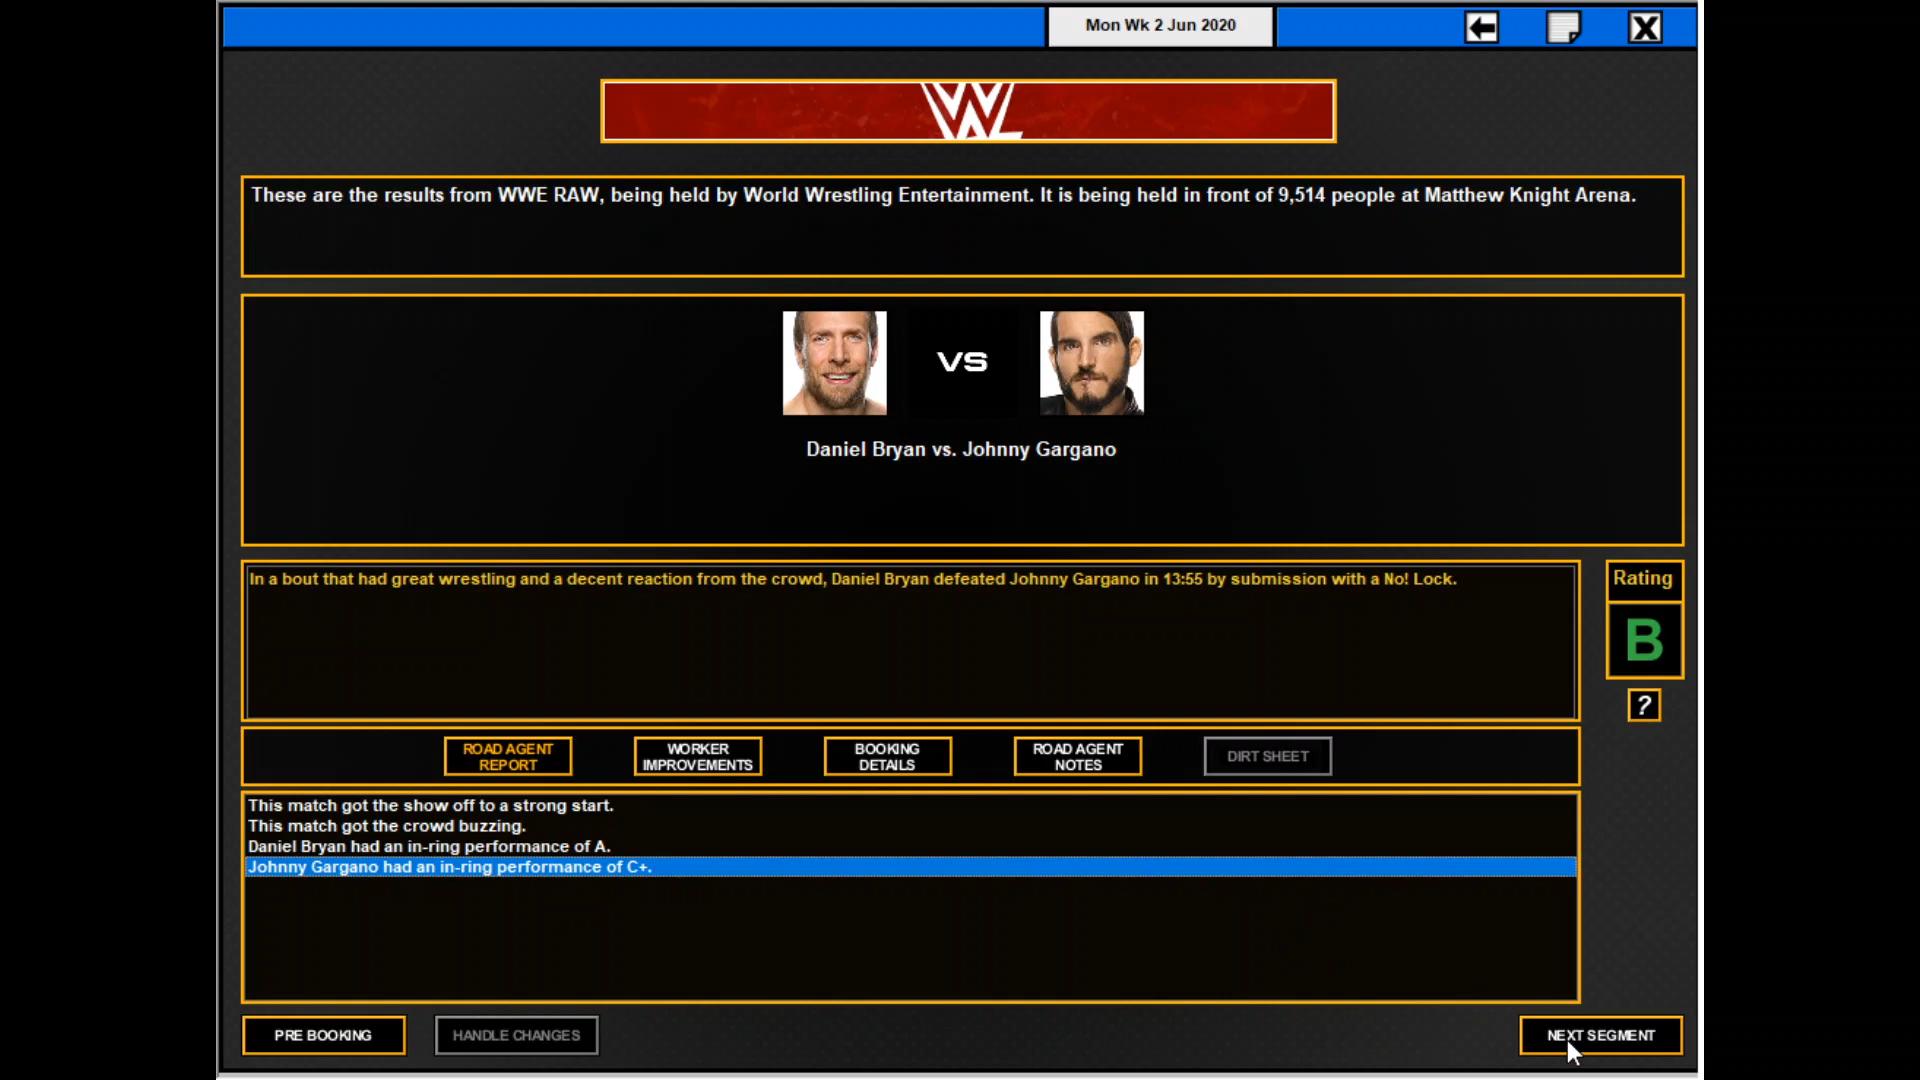 Mon Wk 2 Jun 2020
X
W
These are the results from WWE RAW, being held by World Wrestling Entertainment. It is being held in front of 9,514 people at Matthew Knight Arena.
VS
Daniel Bryan vs. Johnny Gargano
In a bout that had great wrestling and a decent reaction from the crowd, Daniel Bryan defeated Johnny Gargano in 13:55 by submission with a No! Lock.
Rating
B
?
ROAD AGENT
REPORT
WORKER
IMPROVEMENTS
BOOKING
DETAILS
ROAD AGENT
NOTES
DIRT SHEET
This match got the show off to a strong start.
This match got the crowd buzzing.
Daniel Bryan had an in-ring performance of A.
Johnny Gargano had an in-ring performance of C+.
PRE BOOKING
HANDLE CHANGES
NEXT SEGMENT